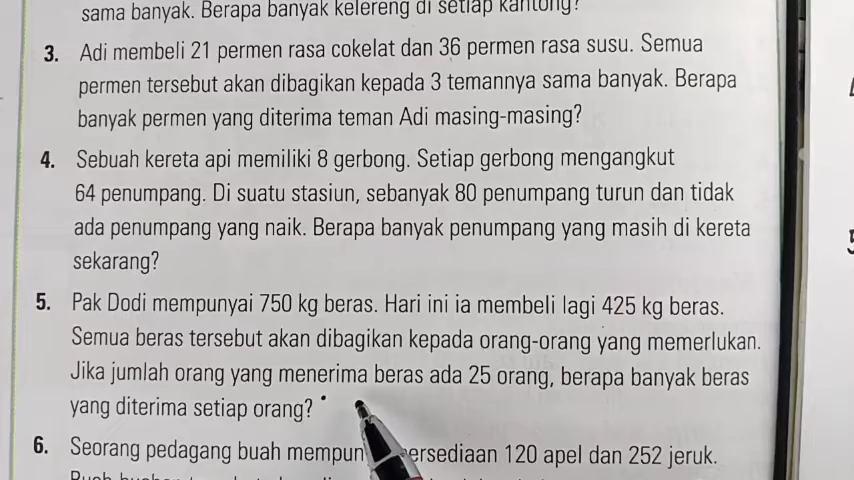 sama banyak. Berapa banyak kelereng di setiap kantong?
3. Adi membeli 21 permen rasa cokelat dan 36 permen rasa susu. Semua
permen tersebut akan dibagikan kepada 3 temannya sama banyak. Berapa
banyak permen yang diterima teman Adi masing-masing?
4. Sebuah kereta api memiliki 8 gerbong. Setiap gerbong mengangkut
64 penumpang. Di suatu stasiun, sebanyak 80 penumpang turun dan tidak
ada penumpang yang naik. Berapa banyak penumpang yang masih di kereta
sekarang?
5. Pak Dodi mempunyai 750 kg beras. Hari ini ia membeli lagi 425 kg beras.
Semua beras tersebut akan dibagikan kepada orang-orang yang memerlukan.
Jika jumlah orang yang menerima beras ada 25 orang, berapa banyak beras
yang diterima setiap orang?
6. Seorang pedagang buah mempun ersediaan 120 apel dan 252 jeruk.